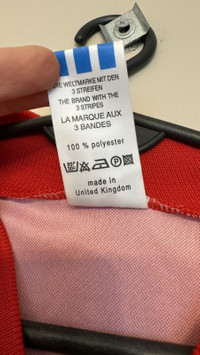 DIE WELTMARKE MIT DEN
3 STREIFEN
THE BRAND WITH THE
3 STRIPES
LA MARQUE AUX
3 BANDES
100 % polyester
made in
United Kingdom